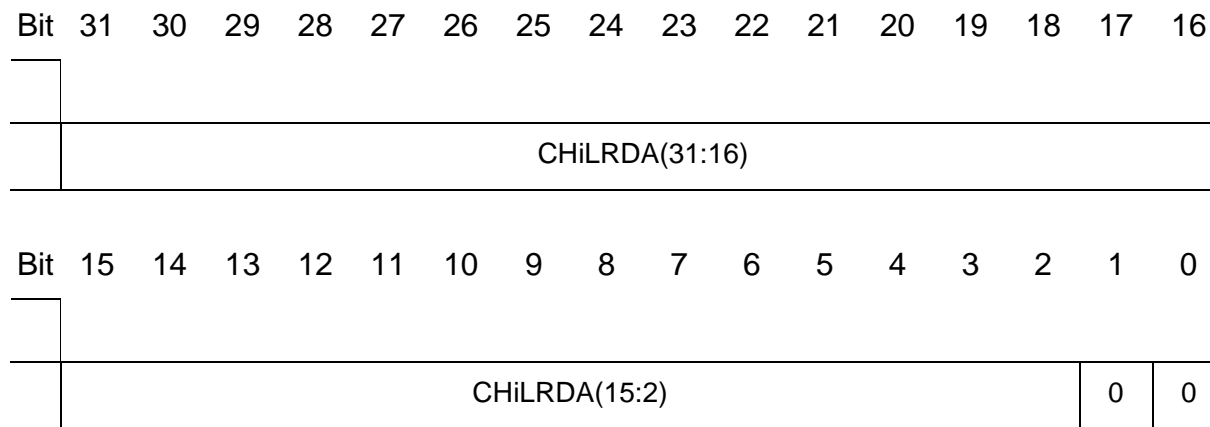 Bit 31 30 29 28 27 26 25 24 23 22 21 20 19 18 17 16
CHiLRDA(31:16)
Bit 15 14 13 12 11 10 9 8 7 6 5 4 3 2 1 0
CHiLRDA(15:2) 0 0